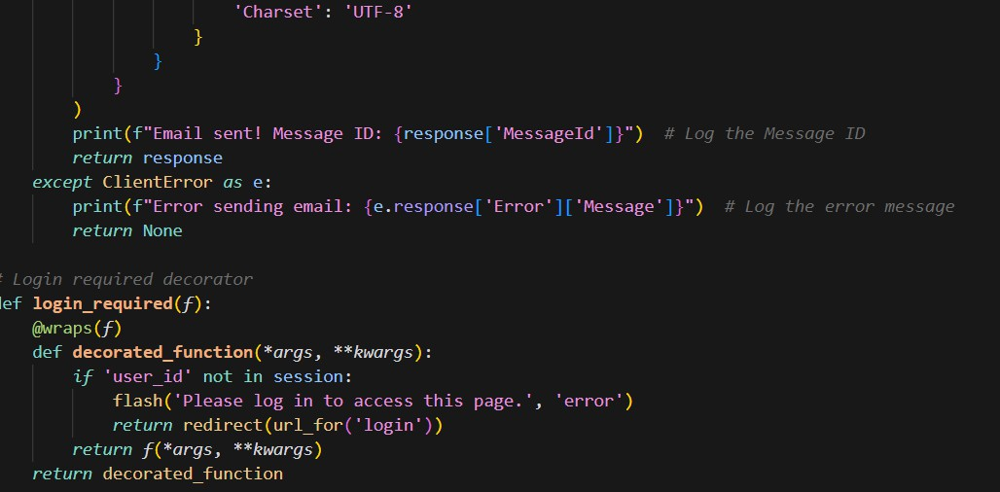 'Charset': 'UTF-8'
}
}
}
)
print(f"Email sent! Message ID: {response['MessageId']}")  # Log the Message ID
return response
except ClientError as e:
print(f"Error sending email: {e.response['Error']['Message']}")  # Log the error message
return None
# Login required decorator
def login_required(f):
@wraps(f)
def decorated_function(*args, **kwargs):
if 'user_id' not in session:
flash('Please log in to access this page.', 'error')
return redirect(url_for('login'))
return f(*args, **kwargs)
return decorated_function